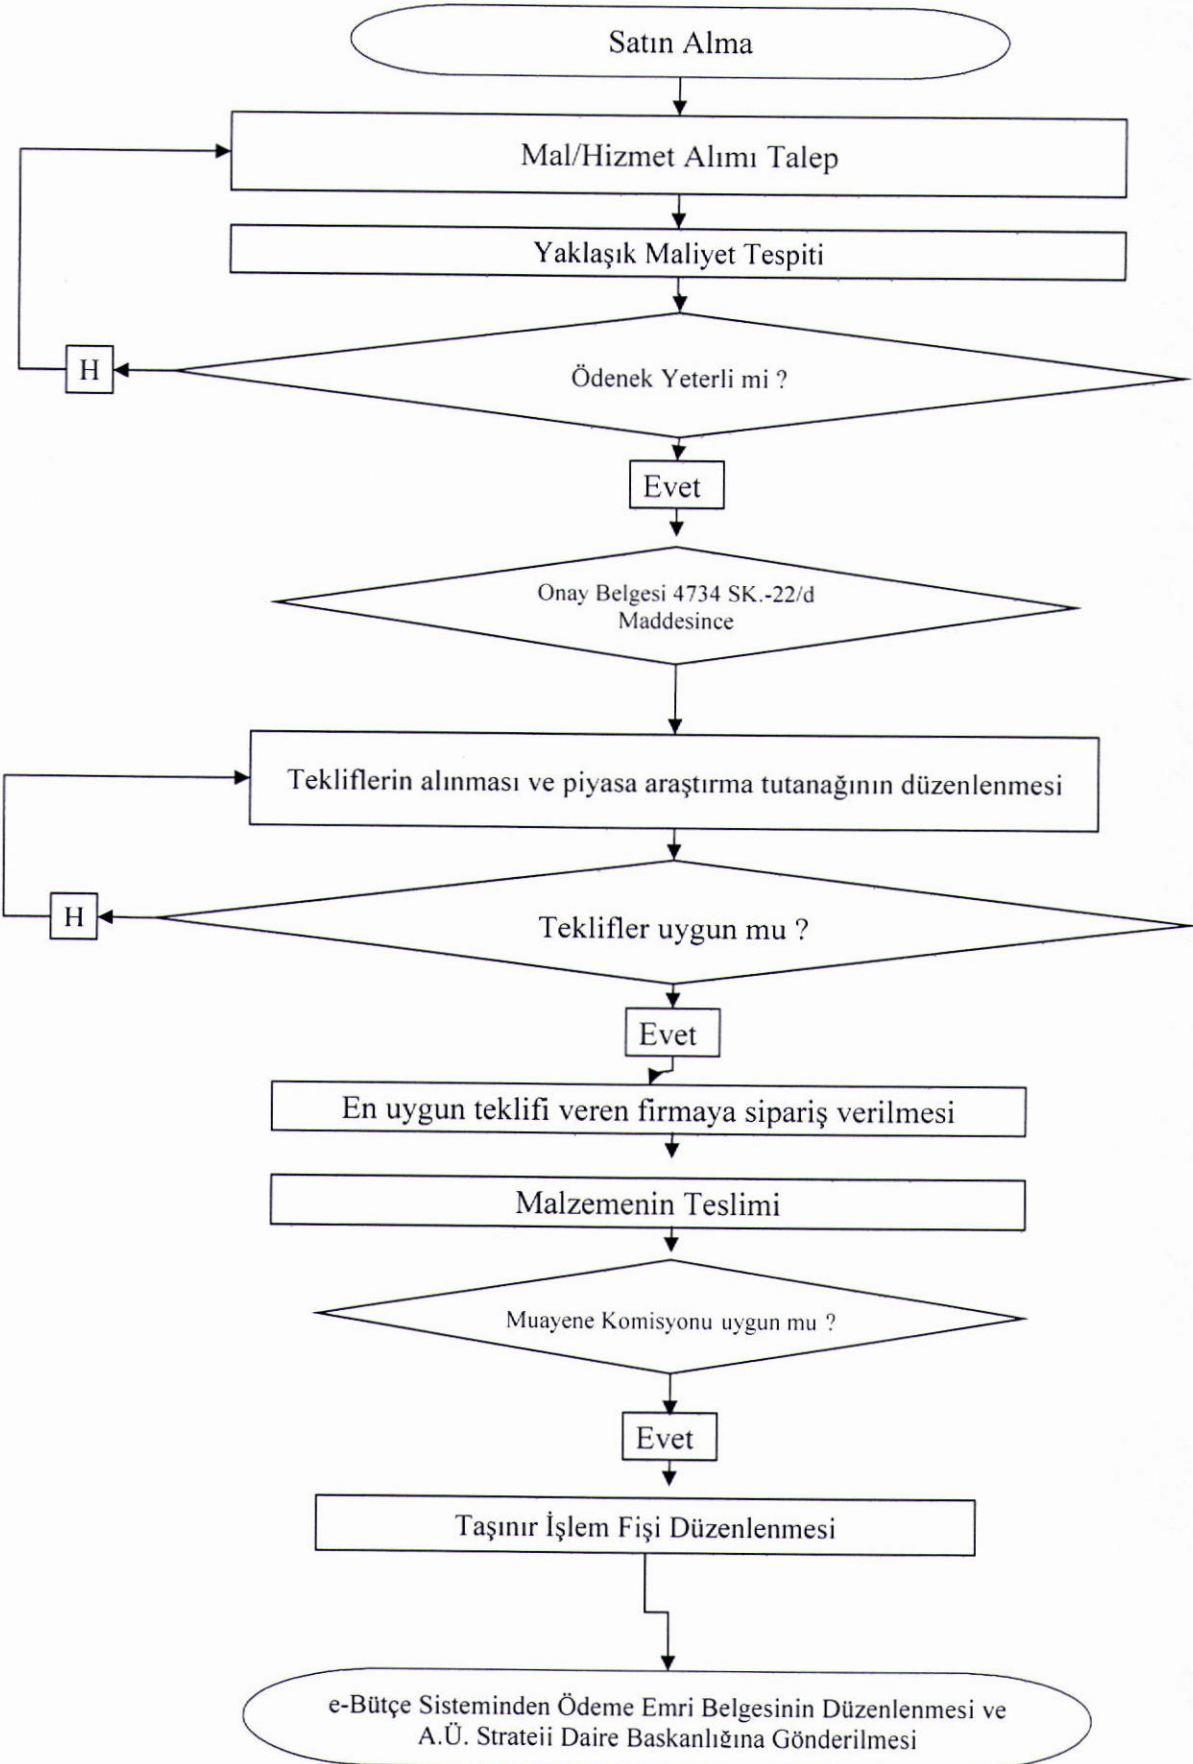 Satın Alma
Mal/Hizmet Alımı Talep
Yaklaşık Maliyet Tespiti
Ödenek Yeterli mi ?
H
Evet
Onay Belgesi 4734 SK.-22/d
Maddesince
Tekliflerin alınması ve piyasa araştırma tutanağının düzenlenmesi
Teklifler uygun mu ?
H
Evet
En uygun teklifi veren firmaya sipariş verilmesi
Malzemenin Teslimi
Muayene Komisyonu uygun mu ?
Evet
Taşınır İşlem Fişi Düzenlenmesi
e-Bütçe Sisteminden Ödeme Emri Belgesinin Düzenlenmesi ve
A.Ü. Strateji Daire Başkanlığına Gönderilmesi